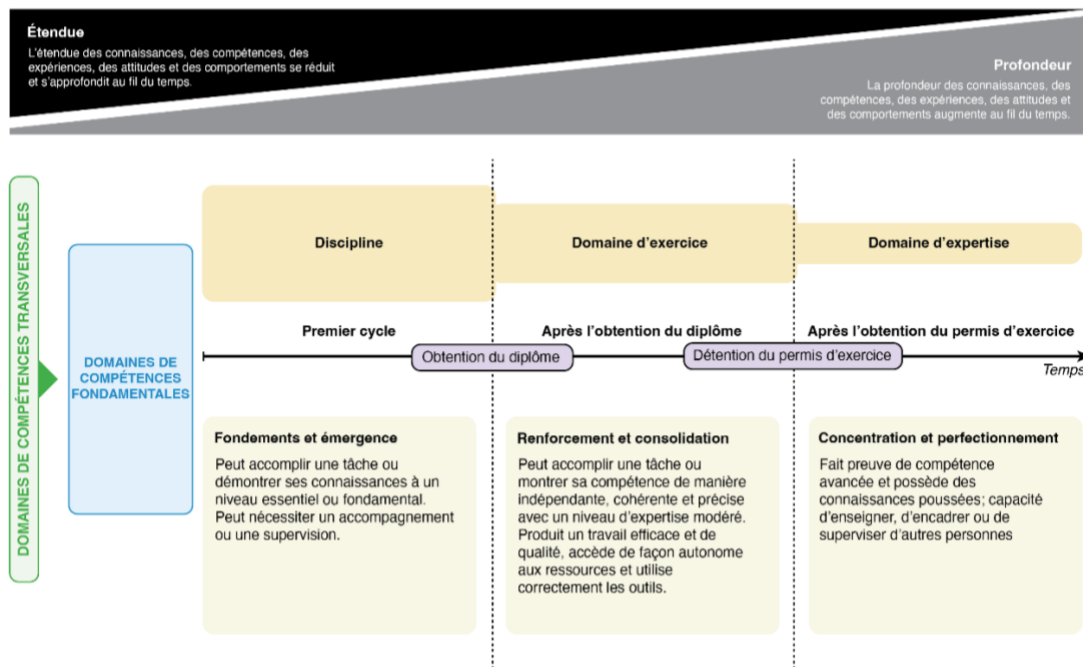 Étendue
L'étendue des connaissances, des compétences, des
expériences, des attitudes et des comportements se réduit
et s'approfondit au fil du temps.
Profondeur
La profondeur des connaissances, des
compétences, des expériences, des attitudes et
des comportements augmente au fil du temps.
DOMAINES DE COMPÉTENCES TRANSVERSALES
DOMAINES DE
COMPÉTENCES
FONDAMENTALES
Discipline
Domaine d'exercice
Domaine d'expertise
Premier cycle
Après l'obtention du diplôme
Après l'obtention du permis d'exercice
Obtention du diplôme
Détention du permis d'exercice
Temps
Fondements et émergence
Peut accomplir une tâche ou
démontrer ses connaissances à un
niveau essentiel ou fondamental.
Peut nécessiter un accompagnement
ou une supervision.
Renforcement et consolidation
Peut accomplir une tâche ou
montrer sa compétence de manière
indépendante, cohérente et précise
avec un niveau d'expertise modéré.
Produit un travail efficace et de
qualité, accède de façon autonome
aux ressources et utilise
correctement les outils.
Concentration et perfectionnement
Fait preuve de compétence
avancée et possède des
connaissances poussées; capacité
d'enseigner, d'encadrer ou de
superviser d'autres personnes